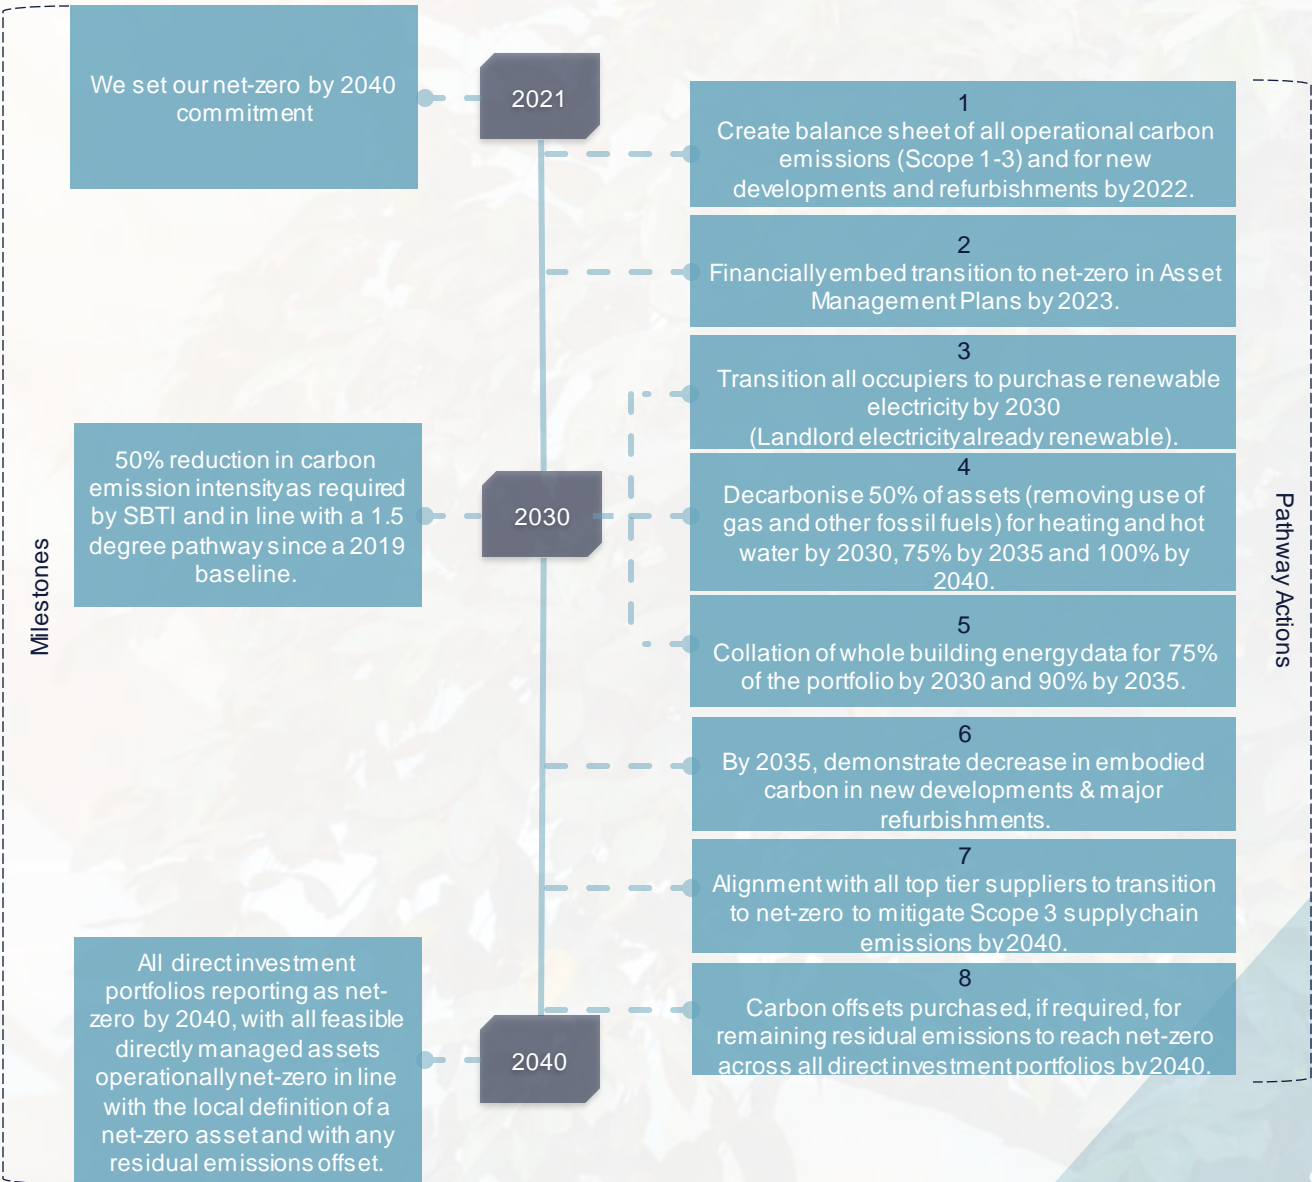 We set our net-zero by 2040
commitment
2021
1
Create balance sheet of all operational carbon
emissions (Scope 1-3) and for new
developments and refurbishments by 2022.
2
Financially embed transition to net-zero in Asset
Management Plans by 2023.
3
Transition all occupiers to purchase renewable
electricity by 2030
(Landlord electricity already renewable).
50% reduction in carbon
emission intensity as required
by SBTI and in line with a 1.5
degree pathway since a 2019
baseline.
2030
4
Decarbonise 50% of assets (removing use of
gas and other fossil fuels) for heating and hot
water by 2030, 75% by 2035 and 100% by
2040.
Milestones
Pathway Actions
5
Collation of whole building energy data for 75%
of the portfolio by 2030 and 90% by 2035.
6
By 2035, demonstrate decrease in embodied
carbon in new developments & major
refurbishments.
7
Alignment with all top tier suppliers to transition
to net-zero to mitigate Scope 3 supply chain
emissions by 2040.
All direct investment
portfolios reporting as net-
zero by 2040, with all feasible
directly managed assets
operationally net-zero in line
with the local definition of a
net-zero asset and with any
residual emissions offset.
2040
8
Carbon offsets purchased, if required, for
remaining residual emissions to reach net-zero
across all direct investment portfolios by 2040.